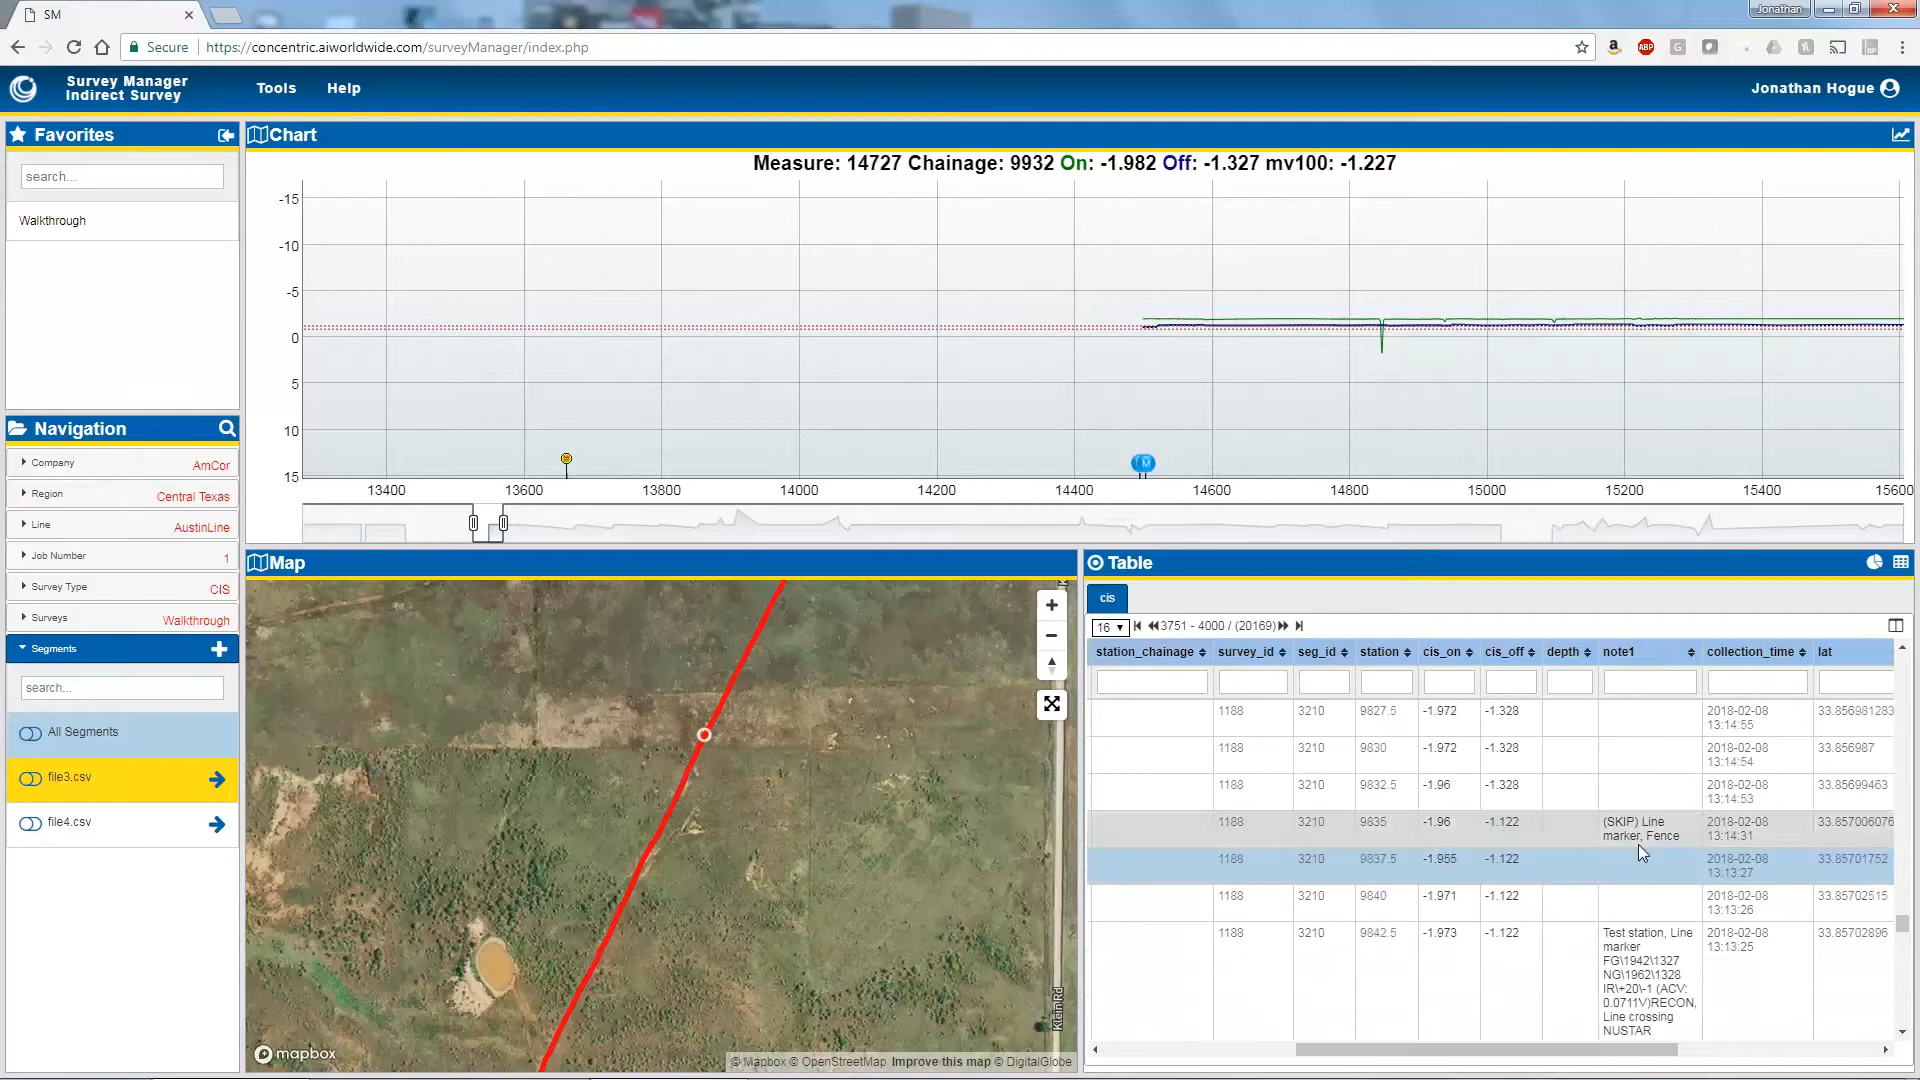 SM
Jonathan
Secure
https://concentric.aiworldwide.com/surveyManager/index.php
Survey Manager
Indirect Survey
Tools
Help
Jonathan Hogue
Favorites
search...
Walkthrough
Chart
Measure: 14727 Chainage: 9932 On: -1.982 Off: -1.327 mv100: -1.227
-15
-10
-5
0
5
10
15
M
13400 13600 13800 14000 14200 14400 14600 14800 15000 15200 15400 15600
Navigation
Company AmCor
Region Central Texas
Line AustinLine
Job Number 1
Survey Type CIS
Surveys Walkthrough
Segments
search...
All Segments
file3.csv
file4.csv
Map
Klein Rd
mapbox
© Mapbox © OpenStreetMap Improve this map © DigitalGlobe
Table
cis
16 3751 - 4000 / (20169)
station_chainage survey_id seg_id station cis_on cis_off depth note1 collection_time lat
1188 3210 9827.5 -1.972 -1.328 2018-02-08 33.856981283
13:14:55
1188 3210 9830 -1.972 -1.328 2018-02-08 33.856987
13:14:54
1188 3210 9832.5 -1.96 -1.328 2018-02-08 33.85699463
13:14:53
1188 3210 9835 -1.96 -1.122 (SKIP) Line 2018-02-08 33.857006076
marker, Fence 13:14:31
1188 3210 9837.5 -1.955 -1.122 2018-02-08 33.85701752
13:13:27
1188 3210 9840 -1.971 -1.122 2018-02-08 33.85702515
13:13:26
1188 3210 9842.5 -1.973 -1.122 Test station, Line 2018-02-08 33.85702896
marker 13:13:25
FG\1942\1327
NG\1962\1328
IR\+20\-1 (ACV:
0.0711V)RECON,
Line crossing
NUSTAR